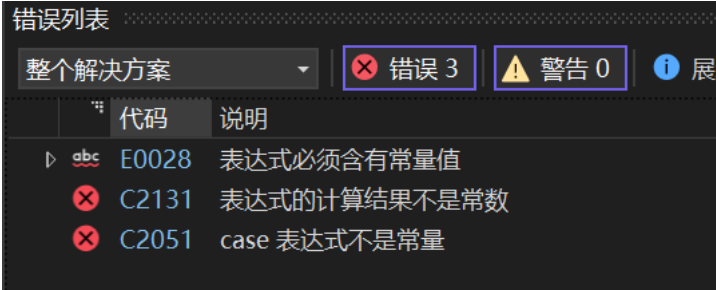 错误列表
整个解决方案 错误 3 警告 0 展
代码 说明
abc E0028 表达式必须含有常量值
C2131 表达式的计算结果不是常数
C2051 case 表达式不是常量